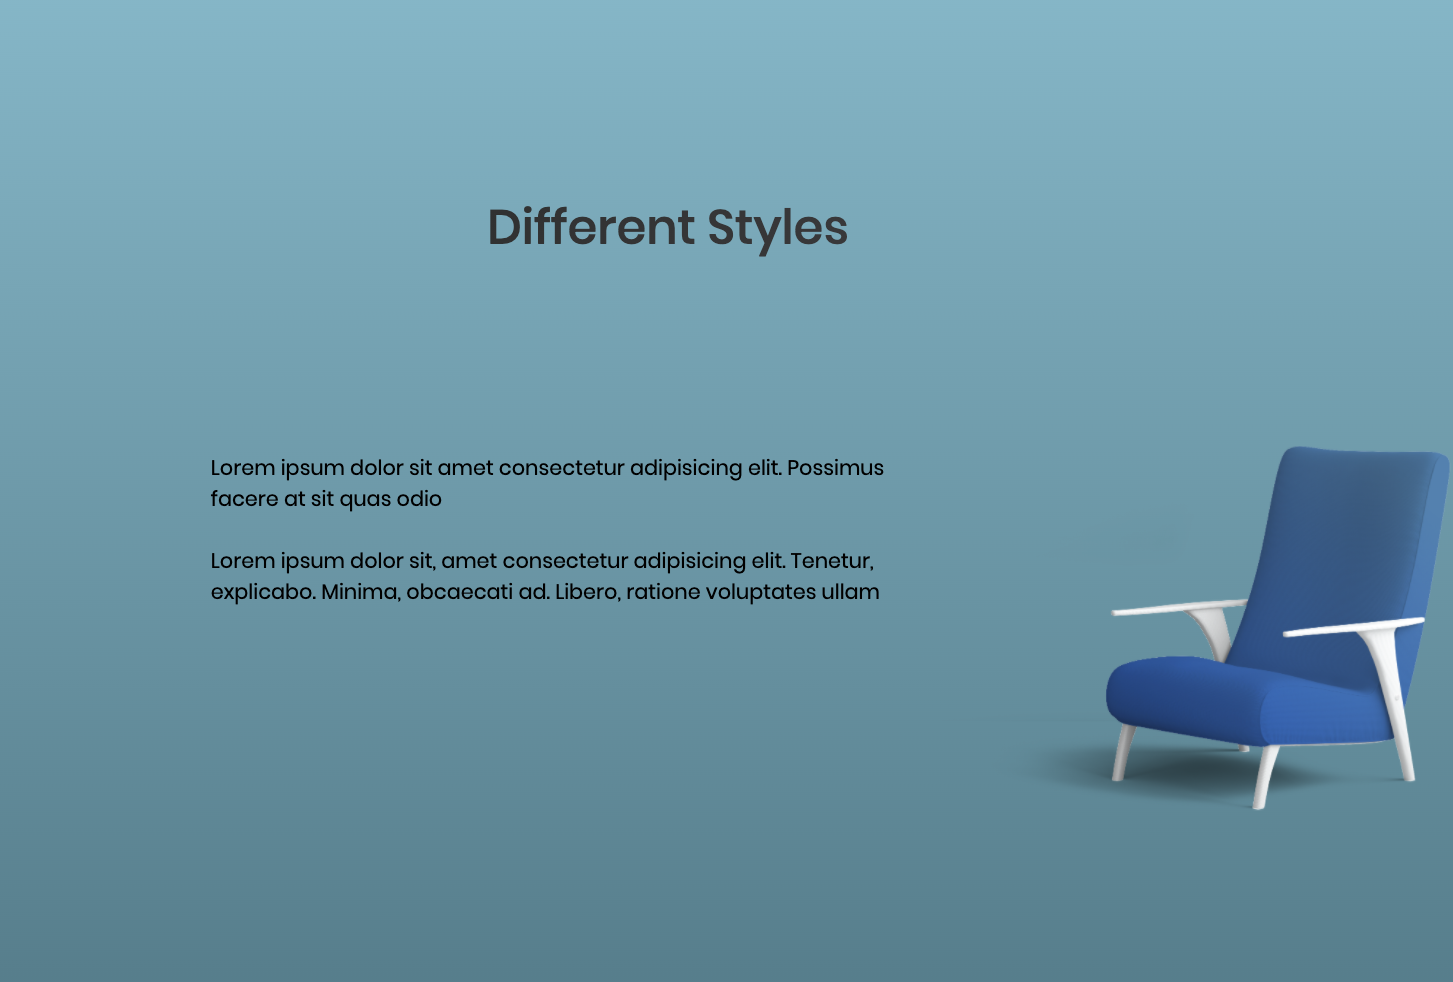 Different Styles
Lorem ipsum dolor sit amet consectetur adipisicing elit. Possimus
facere at sit quas odio
Lorem ipsum dolor sit, amet consectetur adipisicing elit. Tenetur,
explicabo. Minima, obcaecati ad. Libero, ratione voluptates ullam